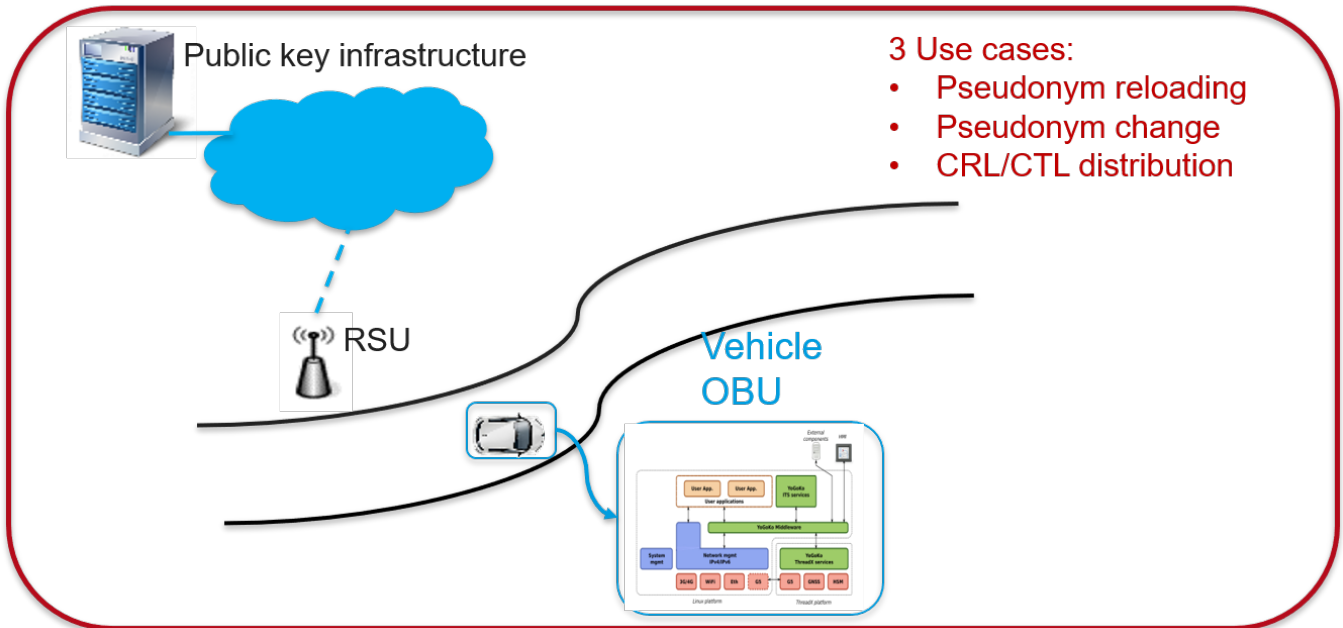 Public key infrastructure
3 Use cases:
• Pseudonym reloading
• Pseudonym change
• CRL/CTL distribution
RSU
Vehicle
OBU
External
components
User App.
User App.
User applications
YoGoKo
ITS services
YoGoKo Middleware
System
mgmt
Network mgmt
IPv4/IPv6
YoGoKo
ThreadX services
3G/4G
WiFi
Eth
G5
G5
GNSS
HSM
Linux platform
ThreadX platform